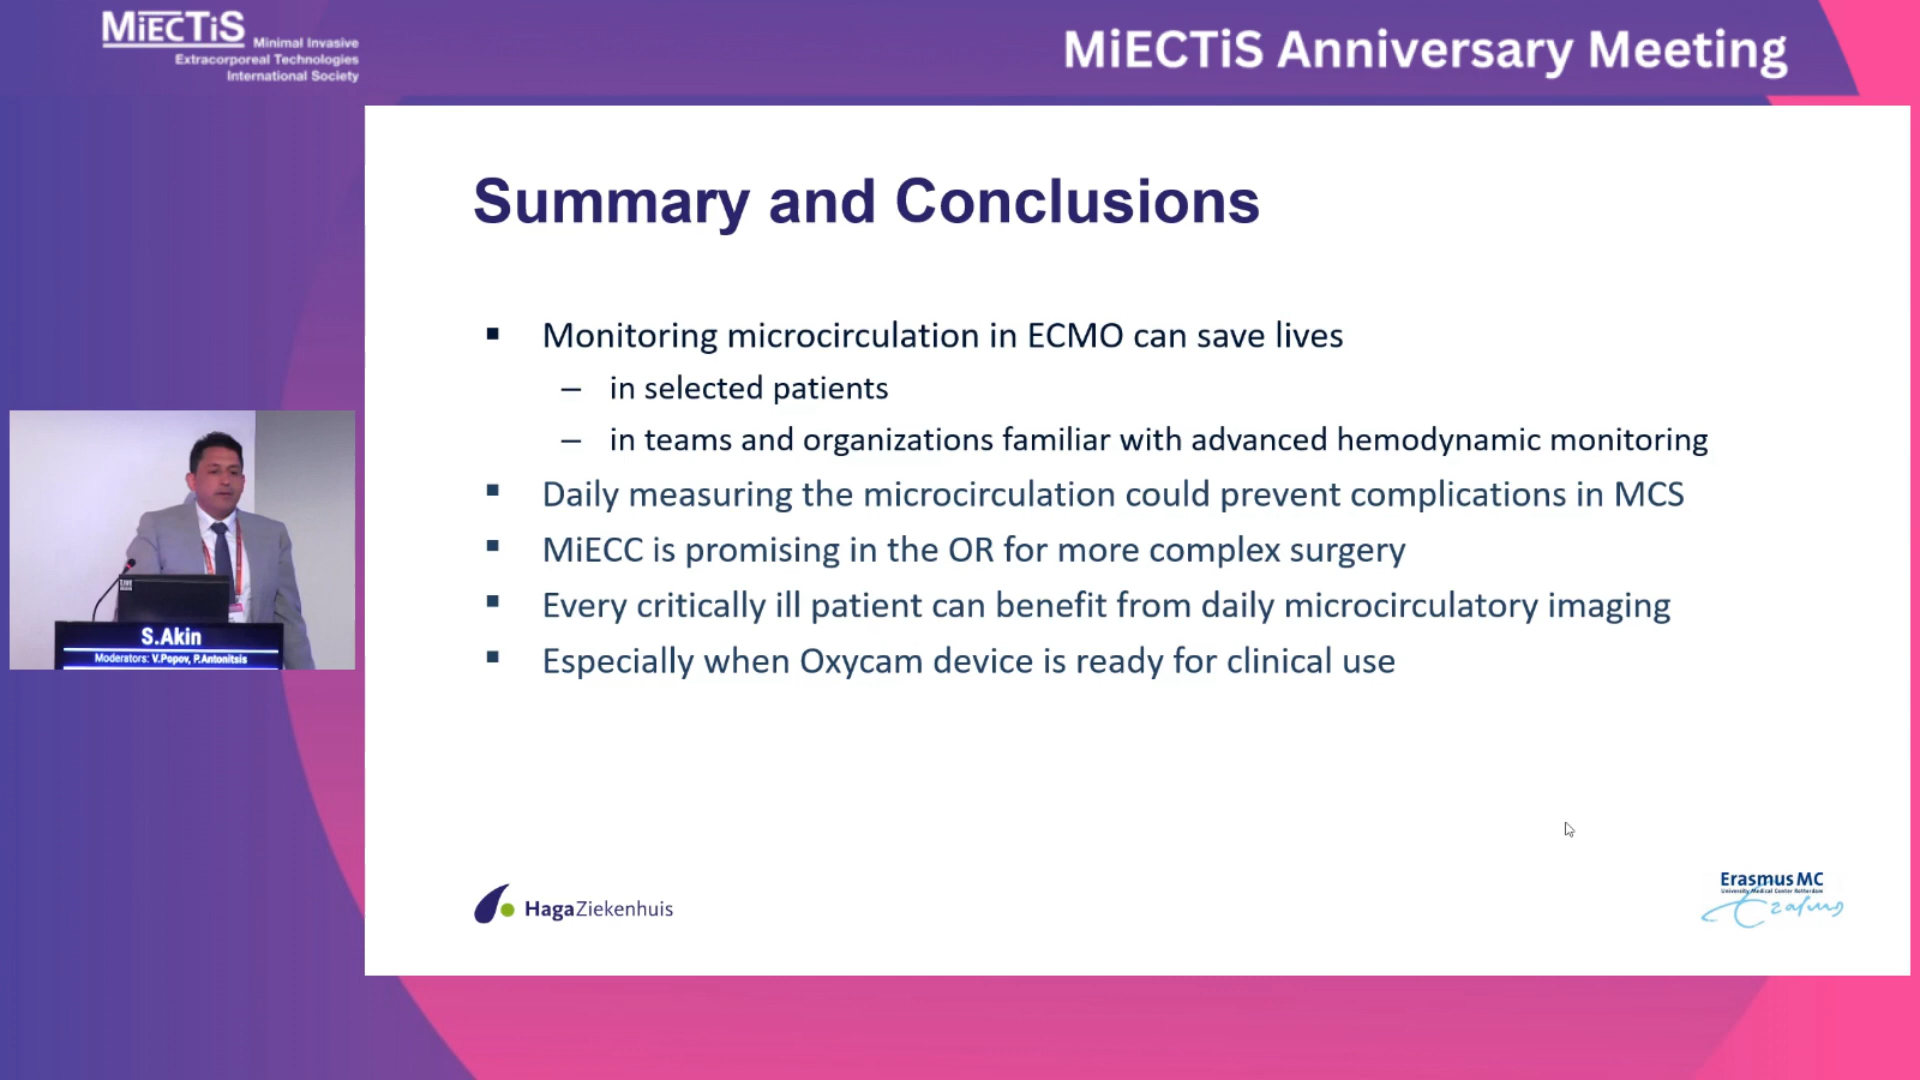 MiECTiS
Minimal Invasive
Extracorporeal Technologies
International Society
MiECTiS Anniversary Meeting
Summary and Conclusions
▪ Monitoring microcirculation in ECMO can save lives
– in selected patients
– in teams and organizations familiar with advanced hemodynamic monitoring
▪ Daily measuring the microcirculation could prevent complications in MCS
▪ MiECC is promising in the OR for more complex surgery
▪ Every critically ill patient can benefit from daily microcirculatory imaging
▪ Especially when Oxycam device is ready for clinical use
S.Akin
Moderators: V.Popov, P.Antonitsis
HagaZiekenhuis
Erasmus MC
University Medical Center Rotterdam
Erasmus